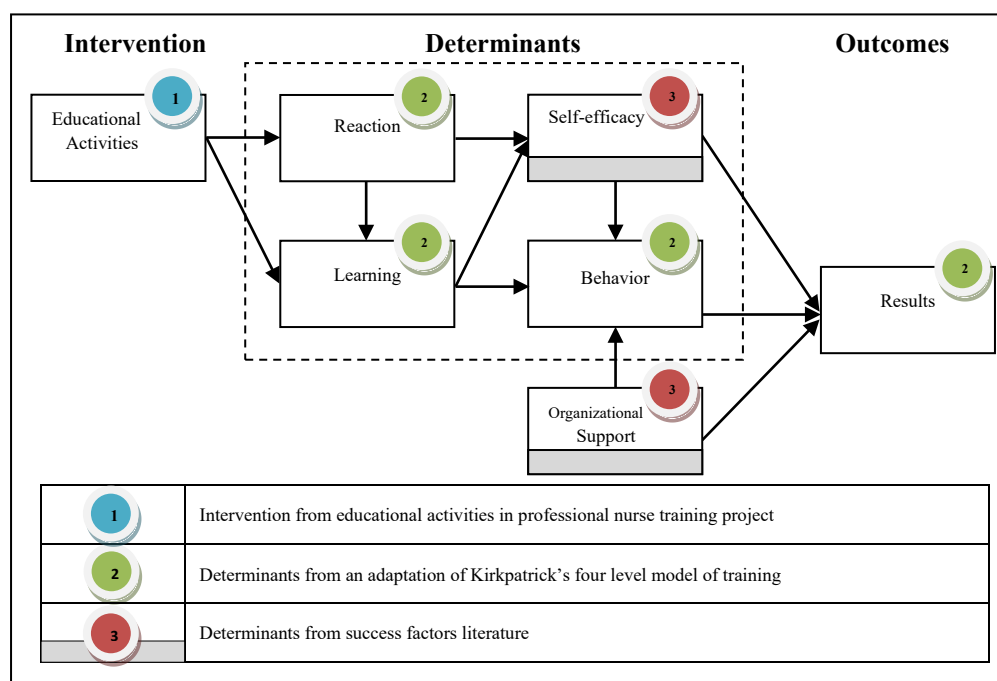 Intervention
Determinants
Outcomes
1
Educational
Activities
2
Reaction
3
Self-efficacy
2
Learning
2
Behavior
2
Results
3
Organizational
Support
1
Intervention from educational activities in professional nurse training project
2
Determinants from an adaptation of Kirkpatrick's four level model of training
3
Determinants from success factors literature